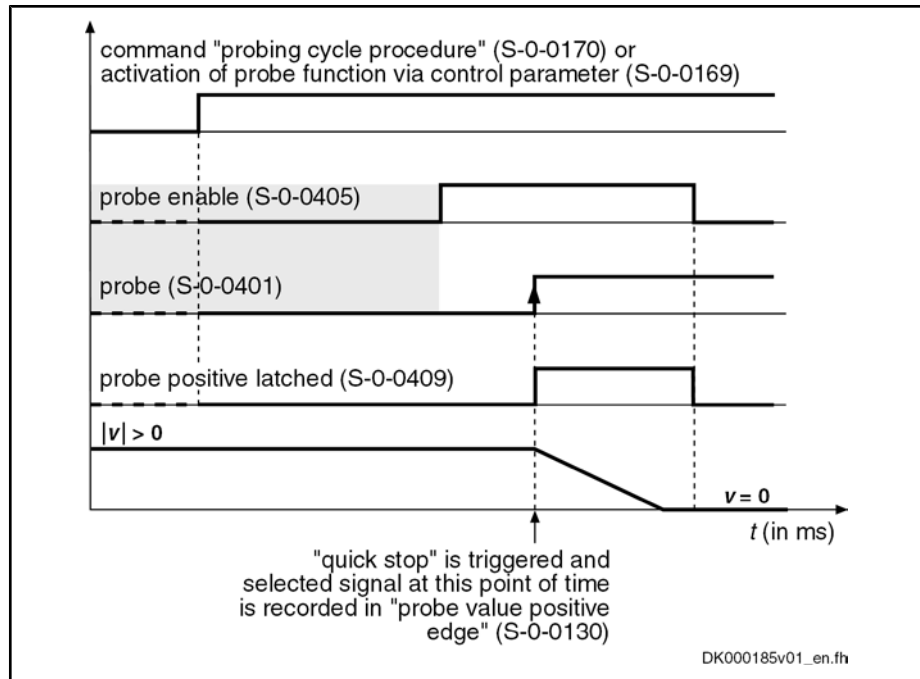 command "probing cycle procedure" (S-0-0170) or
activation of probe function via control parameter (S-0-0169)
probe enable (S-0-0405)
probe (S-0-0401)
probe positive latched (S-0-0409)
|v| > 0
v = 0
t (in ms)
"quick stop" is triggered and
selected signal at this point of time
is recorded in "probe value positive
edge" (S-0-0130)
DK000185v01_en.fh